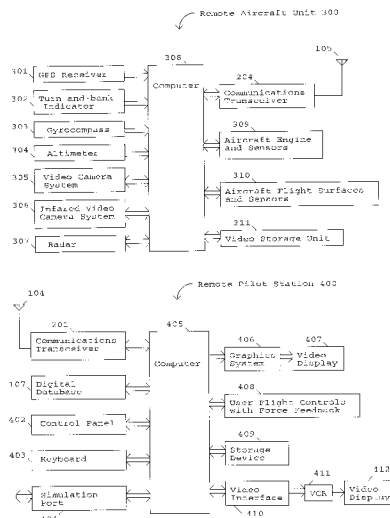 Remote Aircraft Unit 300
105
308
301
GPS Receiver
Computer
204
Communications
Transceiver
302
Turn and-bank
Indicator
303
Gyrocompass
309
Aircraft Engine
and Sensors
304
Altimeter
305
Video Camera
System
310
Aircraft Flight Surfaces
and Sensors
306
Infrared Video
Camera System
311
Video Storage Unit
307
Radar
Remote Pilot Station 400
104
201
Communications
Transceiver
405
Computer
406
Graphics
System
407
Video
Display
107
Digital
Database
408
User Flight Controls
with Force Feedback
402
Control Panel
409
Storage
Device
403
Keyboard
Simulation
Port
Video
Interface
410
411
VCR
412
Video
Display